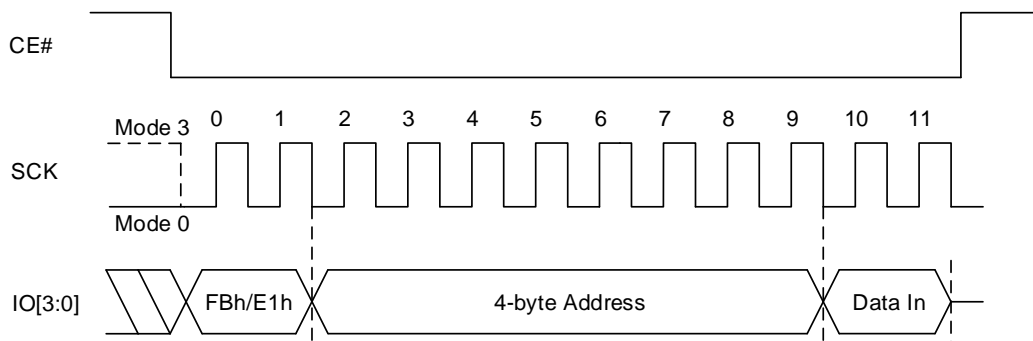 CE#
Mode 3
0 1 2 3 4 5 6 7 8 9 10 11
SCK
Mode 0
IO[3:0]
FBh/E1h 4-byte Address Data In